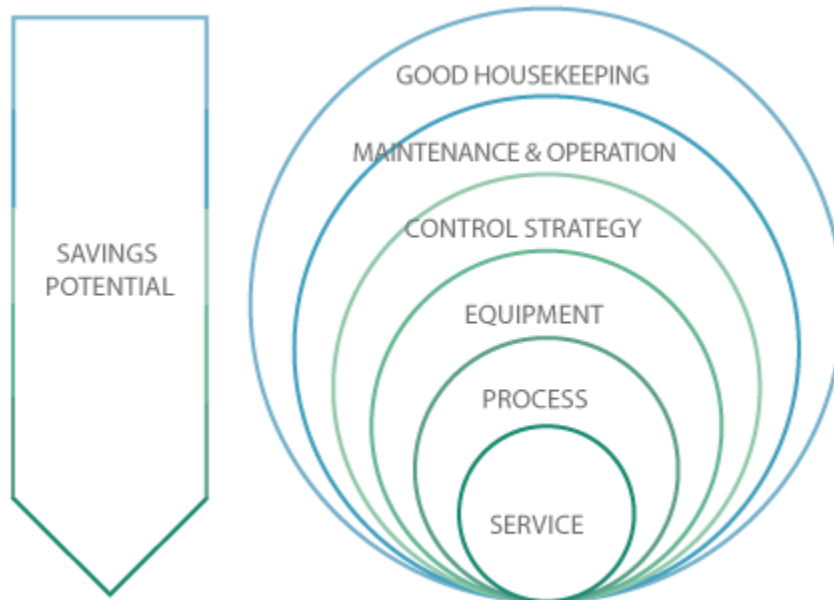 SAVINGS
POTENTIAL
GOOD HOUSEKEEPING
MAINTENANCE & OPERATION
CONTROL STRATEGY
EQUIPMENT
PROCESS
SERVICE